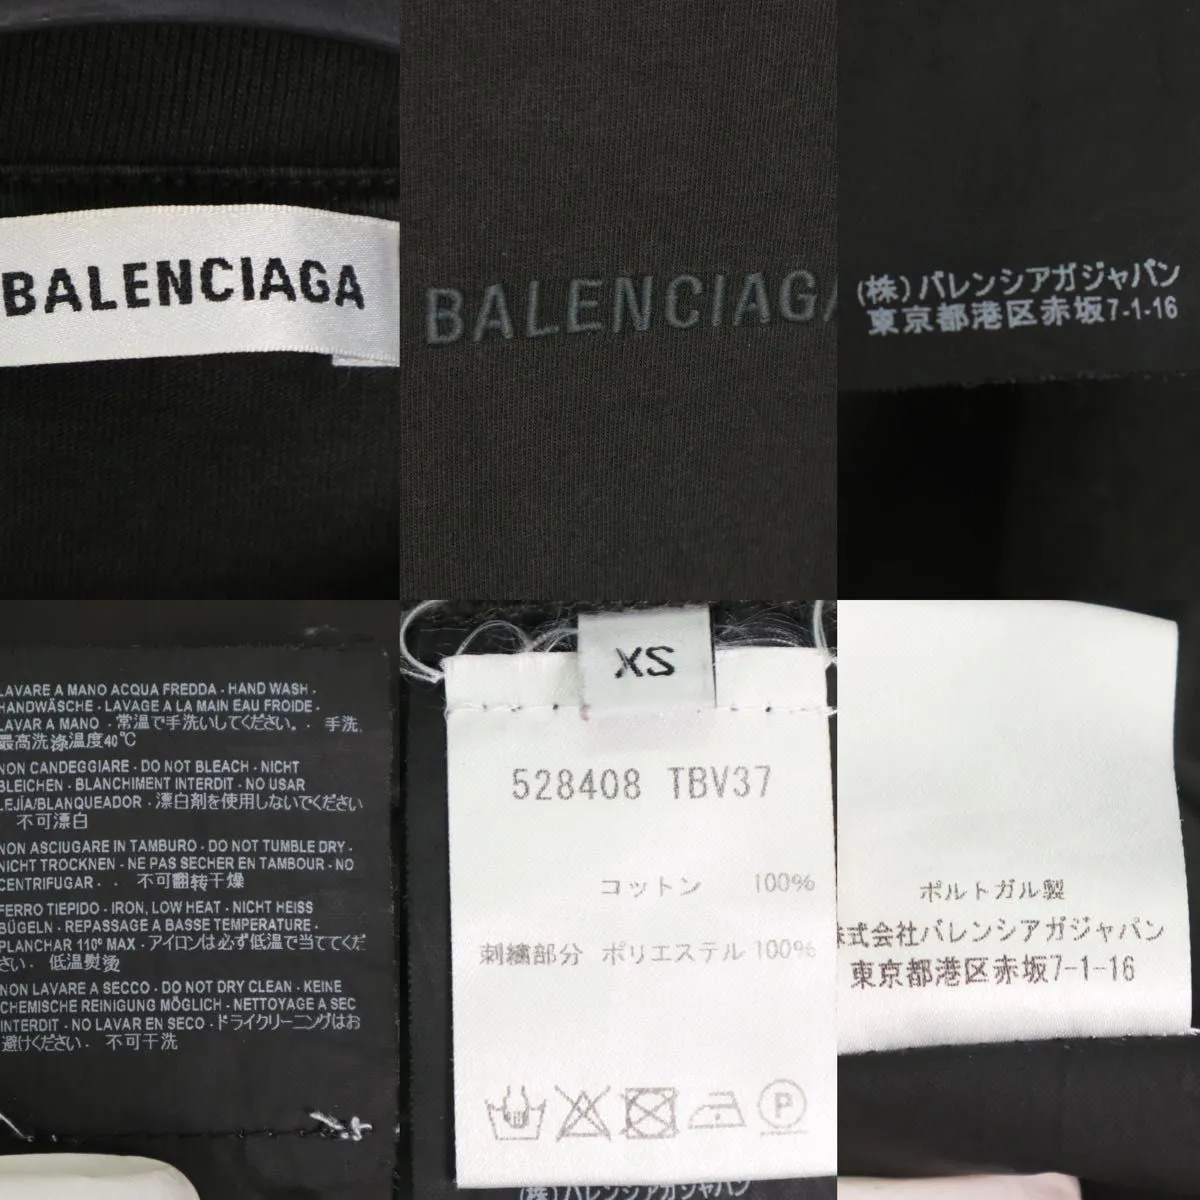 BALENCIAGA
BALENCIAGA
(株)バレンシアガジャパン
東京都港区赤坂7-1-16
LAVARE A MANO ACQUA FREDDA - HAND WASH -
HANDWÄSCHE - LAVAGE A LA MAIN EAU FROIDE -
LAVAR A MANO - 常温で手洗いしてください。 - 手洗,
最高洗涤温度40℃
NON CANDEGGIARE - DO NOT BLEACH - NICHT
BLEICHEN - BLANCHIMENT INTERDIT - NO USAR
LEJÍA/BLANQUEADOR - 漂白剤を使用しないでください
不可漂白
NON ASCIUGARE IN TAMBURO - DO NOT TUMBLE DRY -
NICHT TROCKNEN - NE PAS SECHER EN TAMBOUR - NO
CENTRIFUGAR - - 不可翻转干燥
FERRO TIEPIDO - IRON, LOW HEAT - NICHT HEISS
BÜGELN - REPASSAGE A BASSE TEMPERATURE -
PLANCHAR 110° MAX - アイロンは必ず低温で当ててくだ
さい - 低温熨烫
NON LAVARE A SECCO - DO NOT DRY CLEAN - KEINE
CHEMISCHE REINIGUNG MÖGLICH - NETTOYAGE A SEC
INTERDIT - NO LAVAR EN SECO - ドライクリーニングはお
避けください - 不可干洗
XS
528408 TBV37
コットン 100%
刺繍部分 ポリエステル 100%
P
(株)バレンシアガジャパン
ポルトガル製
株式会社バレンシアガジャパン
東京都港区赤坂7-1-16